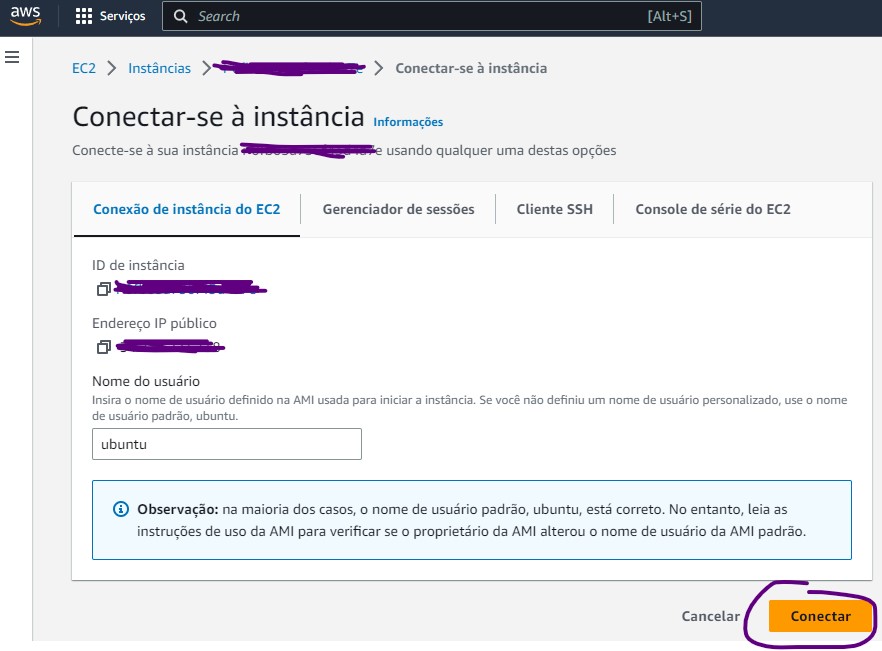 aws
Serviços
Search
[Alt+S]
EC2 > Instâncias > > Conectar-se à instância
Conectar-se à instância Informações
Conecte-se à sua instância usando qualquer uma destas opções
Conexão de instância do EC2
Gerenciador de sessões
Cliente SSH
Console de série do EC2
ID de instância
Endereço IP público
Nome do usuário
Insira o nome de usuário definido na AMI usada para iniciar a instância. Se você não definiu um nome de usuário personalizado, use o nome
de usuário padrão, ubuntu.
ubuntu
Observação: na maioria dos casos, o nome de usuário padrão, ubuntu, está correto. No entanto, leia as
instruções de uso da AMI para verificar se o proprietário da AMI alterou o nome de usuário da AMI padrão.
Cancelar
Conectar